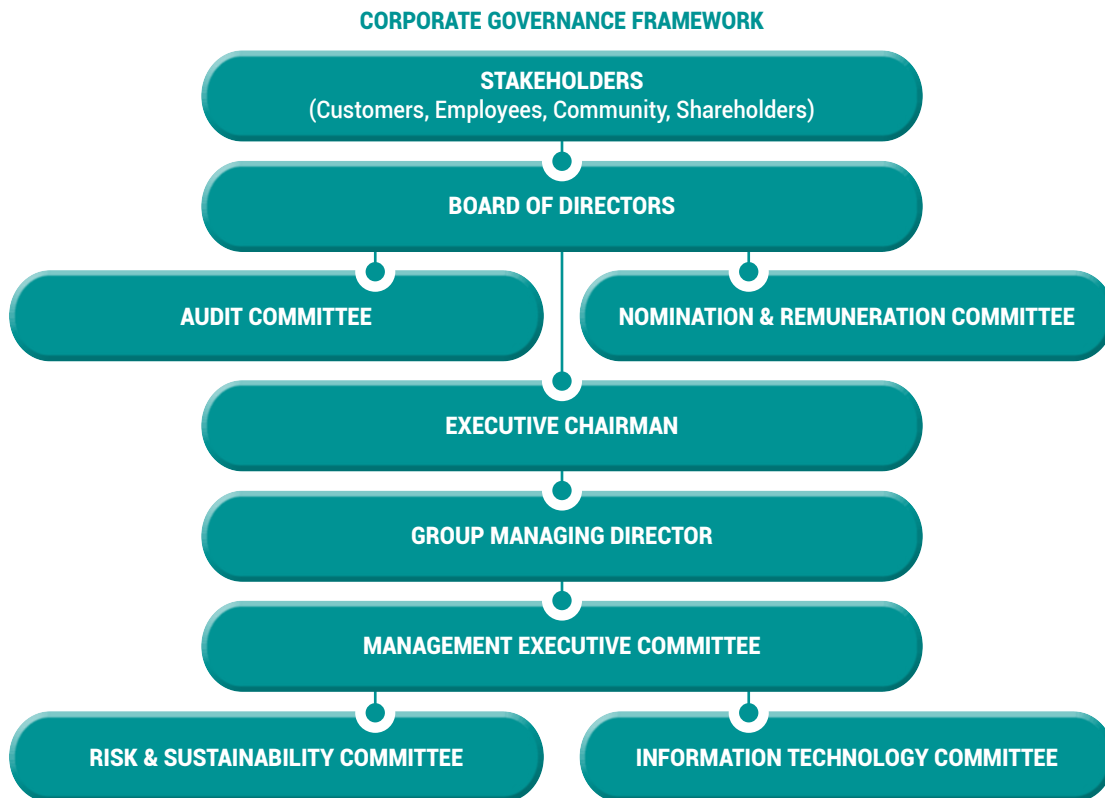 CORPORATE GOVERNANCE FRAMEWORK
STAKEHOLDERS
(Customers, Employees, Community, Shareholders)
BOARD OF DIRECTORS
AUDIT COMMITTEE
NOMINATION & REMUNERATION COMMITTEE
EXECUTIVE CHAIRMAN
GROUP MANAGING DIRECTOR
MANAGEMENT EXECUTIVE COMMITTEE
RISK & SUSTAINABILITY COMMITTEE
INFORMATION TECHNOLOGY COMMITTEE